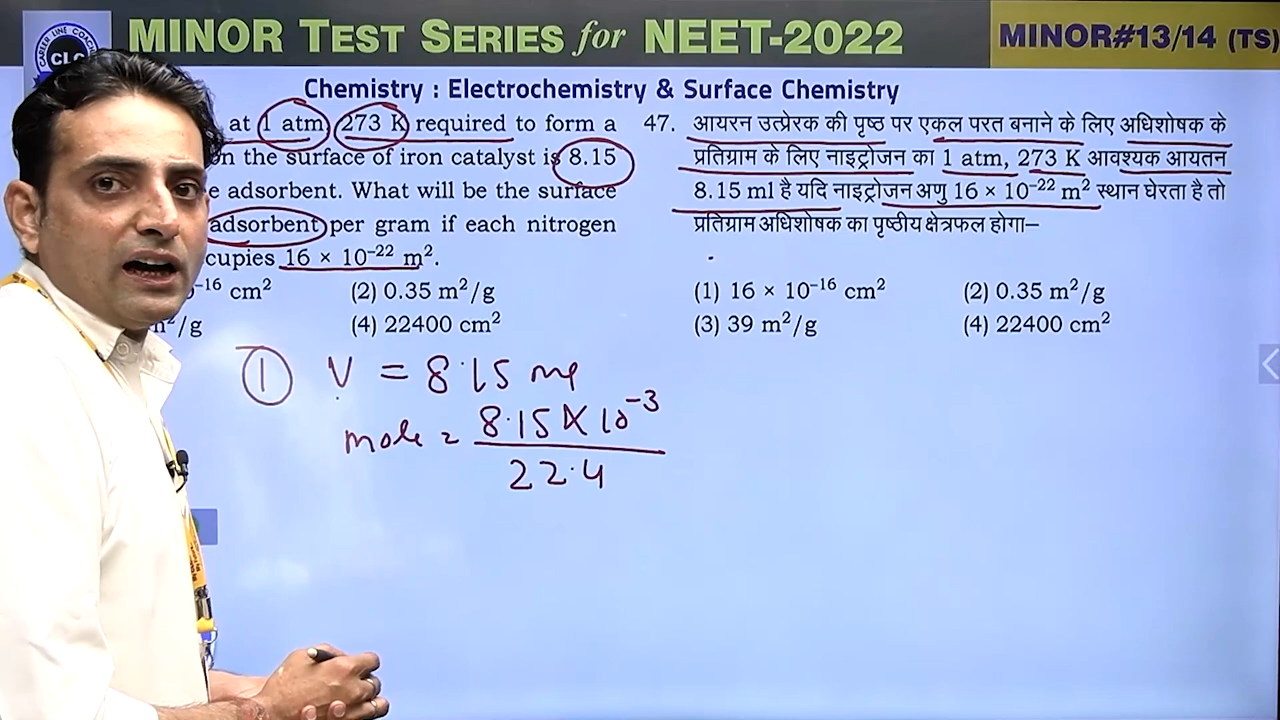 MINOR TEST SERIES for NEET-2022
MINOR#13/14 (TS)
CLC
Chemistry : Electrochemistry & Surface Chemistry
at 1 atm 273 K required to form a
on the surface of iron catalyst is 8.15
e adsorbent. What will be the surface
adsorbent per gram if each nitrogen
cupies 16 × 10⁻²² m².
⁻¹⁶ cm² (2) 0.35 m²/g
m²/g (4) 22400 cm²
47. आयरन उत्प्रेरक की पृष्ठ पर एकल परत बनाने के लिए अधिशोषक के
प्रतिग्राम के लिए नाइट्रोजन का 1 atm, 273 K आवश्यक आयतन
8.15 ml है यदि नाइट्रोजन अणु 16 × 10⁻²² m² स्थान घेरता है तो
प्रतिग्राम अधिशोषक का पृष्ठीय क्षेत्रफल होगा–
(1) 16 × 10⁻¹⁶ cm² (2) 0.35 m²/g
(3) 39 m²/g (4) 22400 cm²
① V = 8.15 ml
mole = 8.15 × 10⁻³
22.4